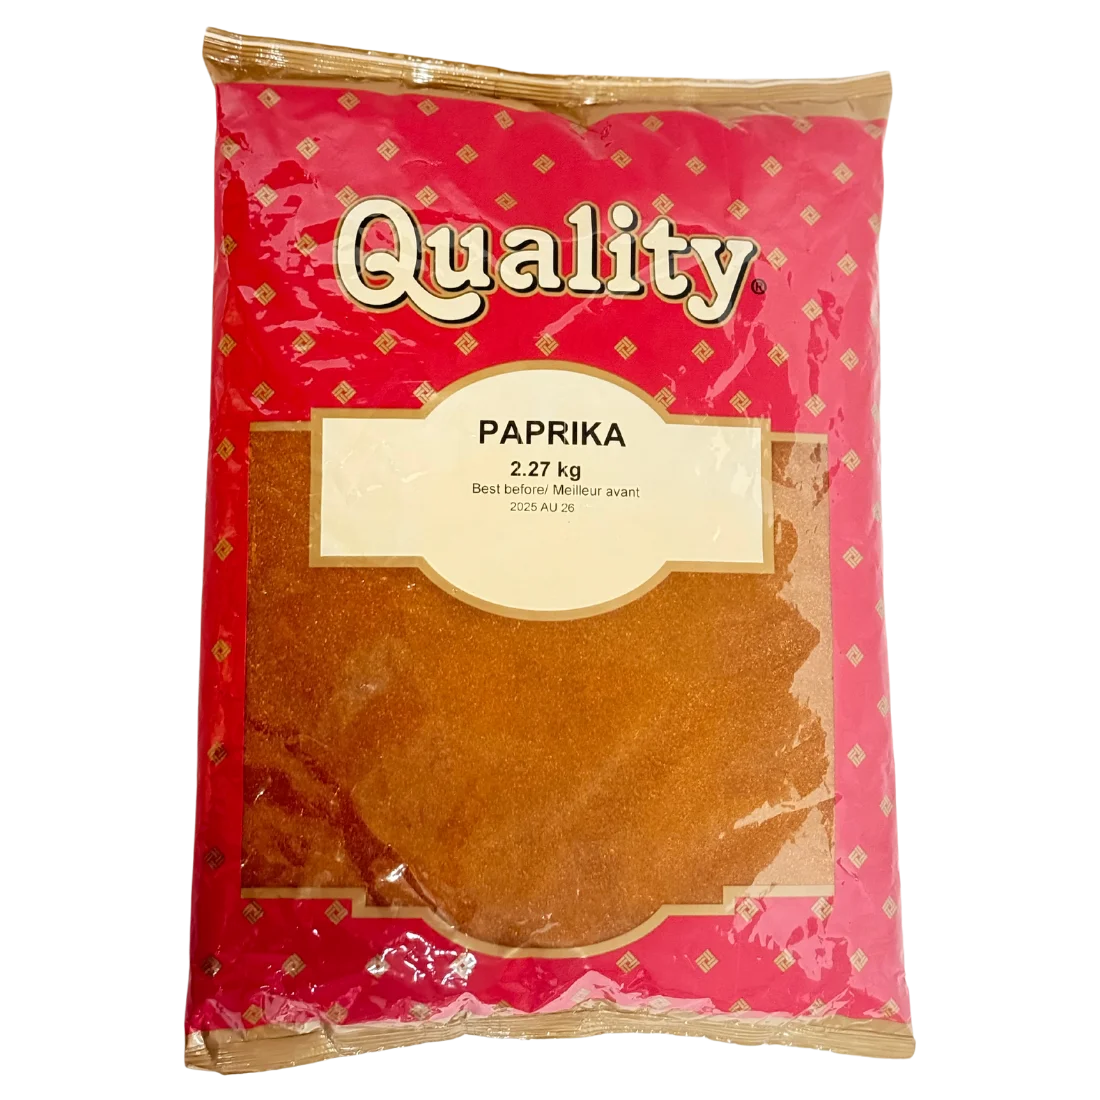 Quality®
PAPRIKA
2.27 kg
Best before/ Meilleur avant
2025 AU 26